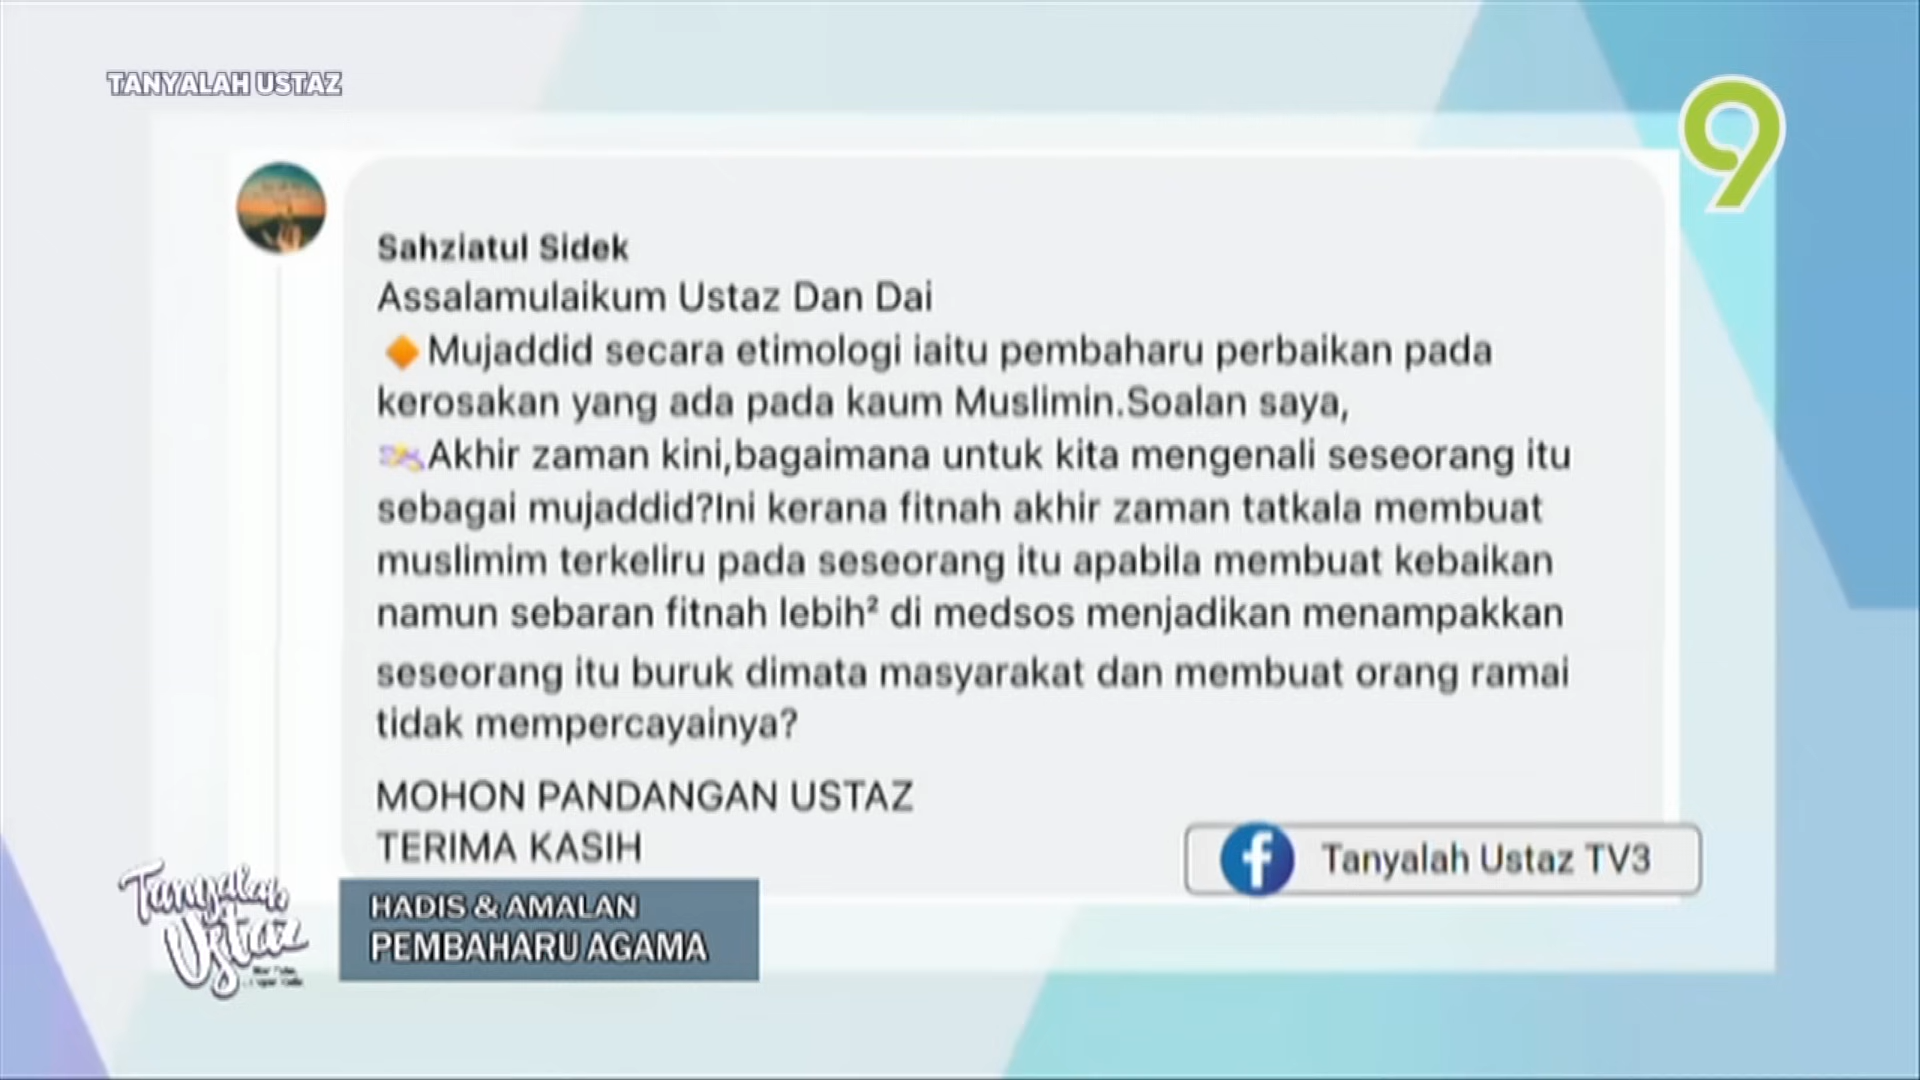 TANYALAH USTAZ
9
Sahziatul Sidek
Assalamulaikum Ustaz Dan Dai
🔶Mujaddid secara etimologi iaitu pembaharu perbaikan pada
kerosakan yang ada pada kaum Muslimin.Soalan saya,
Akhir zaman kini,bagaimana untuk kita mengenali seseorang itu
sebagai mujaddid?Ini kerana fitnah akhir zaman tatkala membuat
muslimim terkeliru pada seseorang itu apabila membuat kebaikan
namun sebaran fitnah lebih² di medsos menjadikan menampakkan
seseorang itu buruk dimata masyarakat dan membuat orang ramai
tidak mempercayainya?
MOHON PANDANGAN USTAZ
TERIMA KASIH
f Tanyalah Ustaz TV3
Tanyalah
Ustaz
HADIS & AMALAN
PEMBAHARU AGAMA